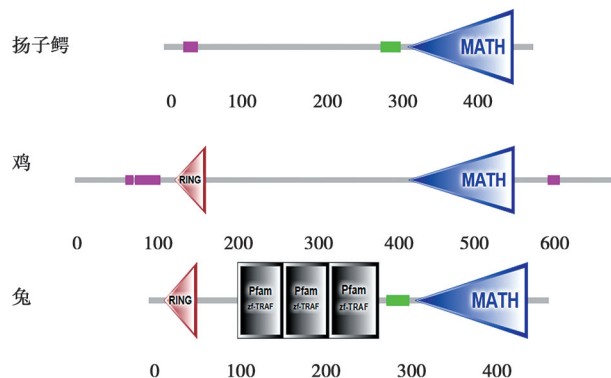 扬子鳄
MATH
0 100 200 300 400
鸡
RING MATH
0 100 200 300 400 500 600
Pfam Pfam Pfam
zf-TRAF zf-TRAF zf-TRAF
兔 RING MATH
0 100 200 300 400